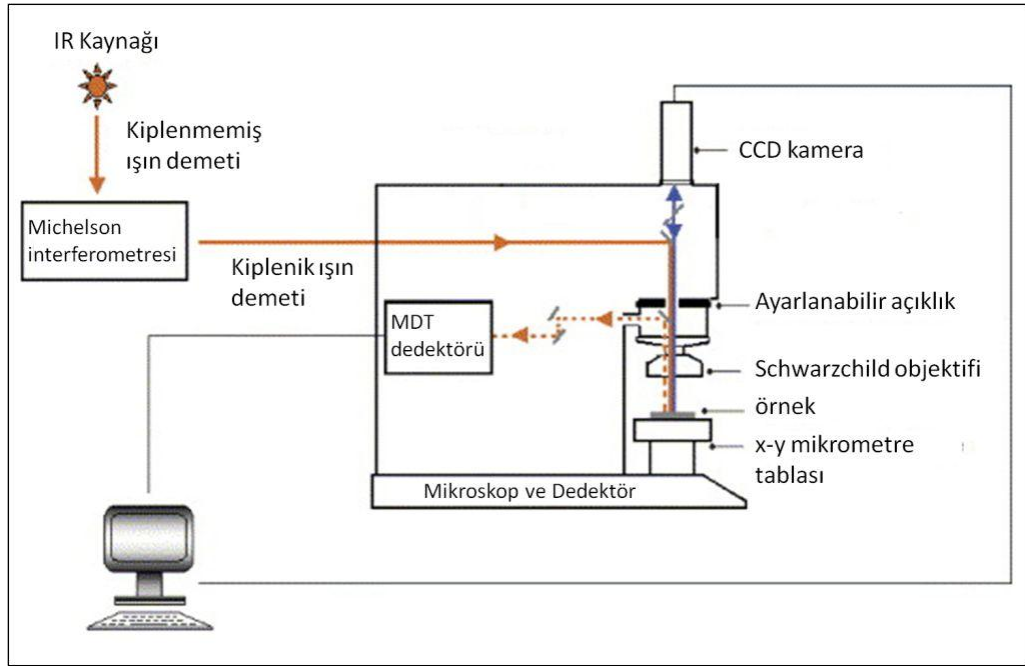 IR Kaynağı
Kiplenmemiş
ışın demeti
Michelson
interferometresi
Kiplenik ışın
demeti
MDT
dedektörü
CCD kamera
Ayarlanabilir açıklık
Schwarzchild objektifi
örnek
x-y mikrometre
tablası
Mikroskop ve Dedektör